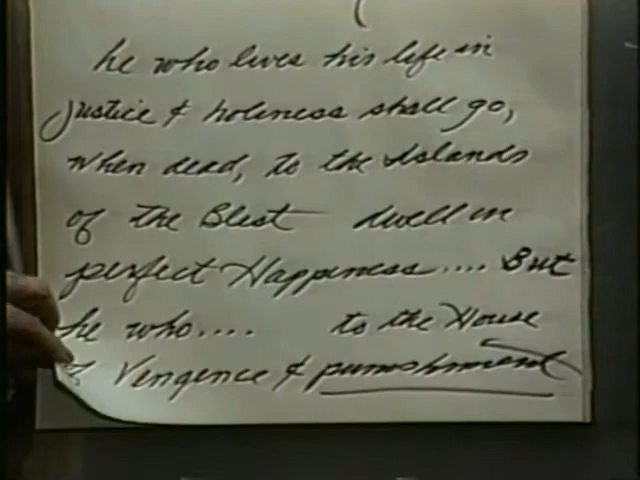 he who lives his life in
justice & holiness shall go,
when dead, to the Islands
of the Blest dwell in
perfect Happiness.... But
he who.... to the House
Vengence & punishment